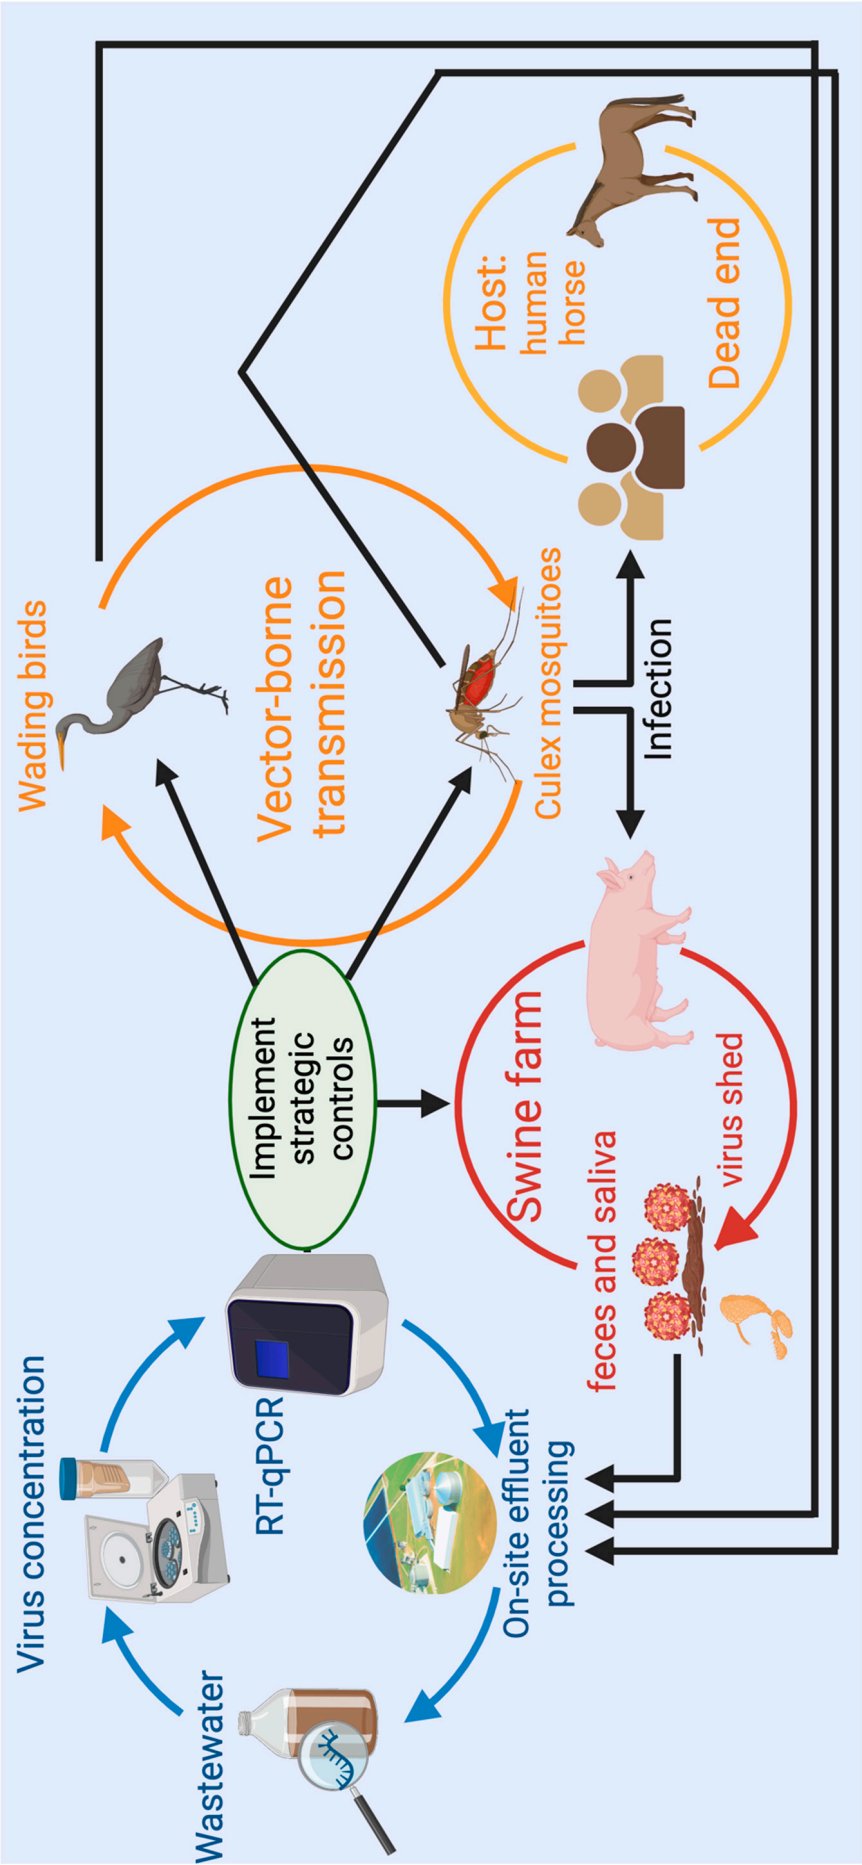 Wastewater
Virus concentration
RT-qPCR
On-site effluent
processing
Implement
strategic
controls
Wading birds
Vector-borne
transmission
Culex mosquitoes
Infection
Swine farm
feces and saliva
virus shed
Host:
human
horse
Dead end